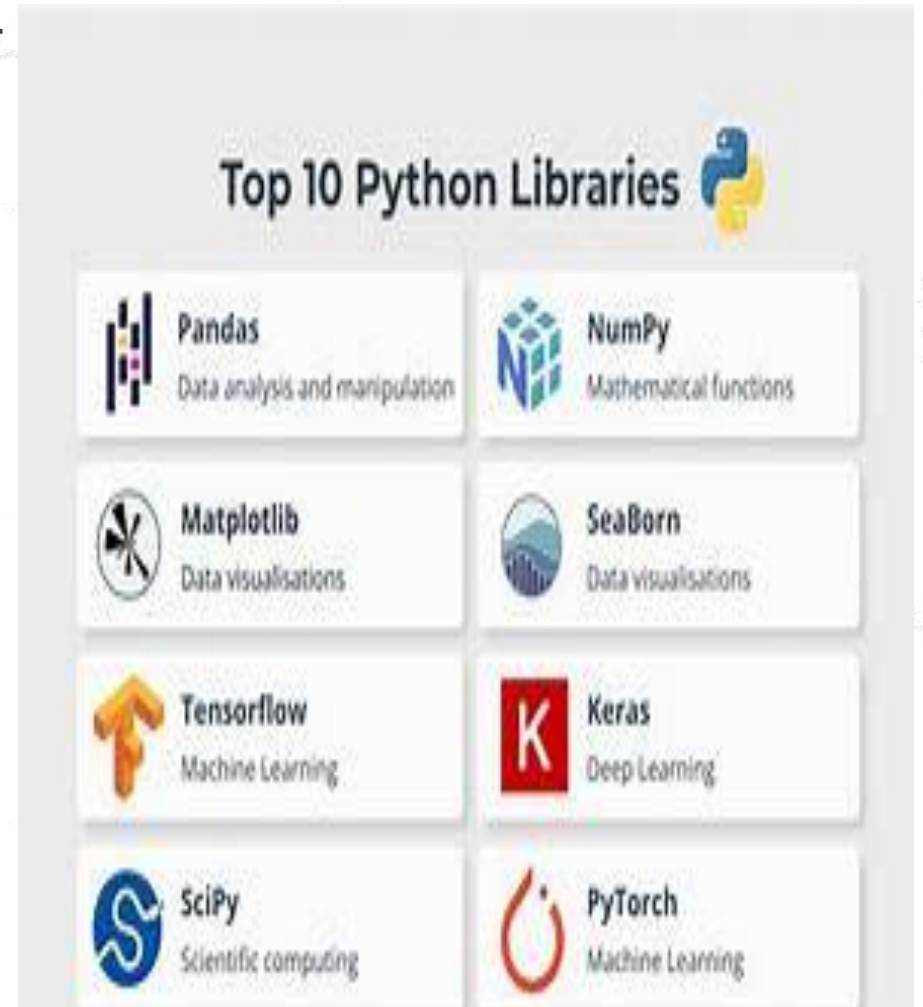 Top 10 Python Libraries
Pandas
Data analysis and manipulation
NumPy
Mathematical functions
Matplotlib
Data visualisations
SeaBorn
Data visualisations
Tensorflow
Machine Learning
K
Keras
Deep Learning
SciPy
Scientific computing
PyTorch
Machine Learning